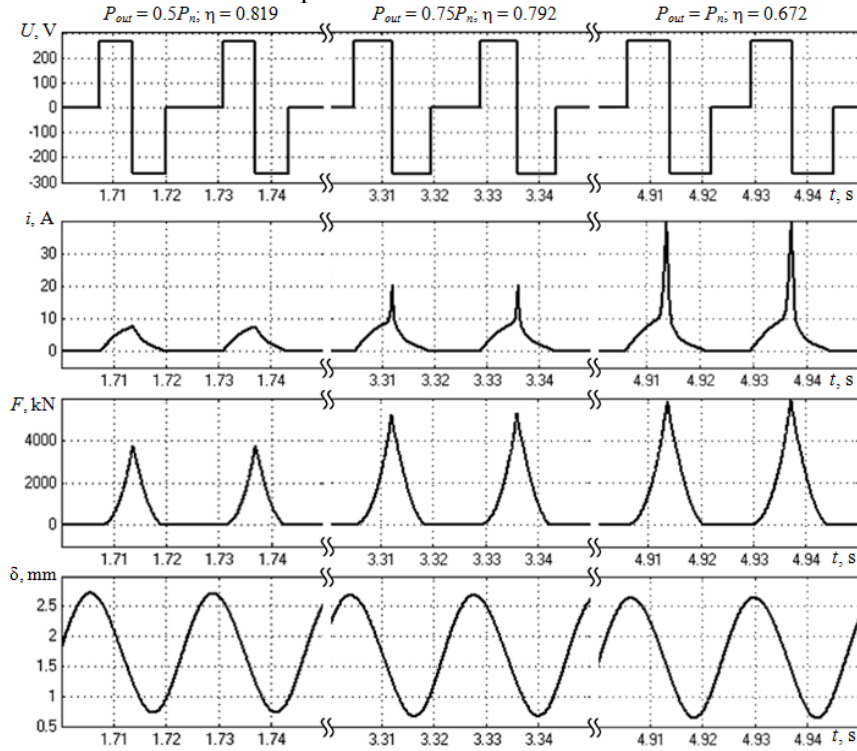 P_out = 0.5P_n; η = 0.819 P_out = 0.75P_n; η = 0.792 P_out = P_n; η = 0.672
U, V
200
100
0
-100
-200
-300
1.71 1.72 1.73 1.74 3.31 3.32 3.33 3.34 4.91 4.92 4.93 4.94 t, s
i, A
30
20
10
0
1.71 1.72 1.73 1.74 3.31 3.32 3.33 3.34 4.91 4.92 4.93 4.94 t, s
F, kN
4000
2000
0
1.71 1.72 1.73 1.74 3.31 3.32 3.33 3.34 4.91 4.92 4.93 4.94 t, s
δ, mm
2.5
2
1.5
1
0.5
1.71 1.72 1.73 1.74 3.31 3.32 3.33 3.34 4.91 4.92 4.93 4.94 t, s